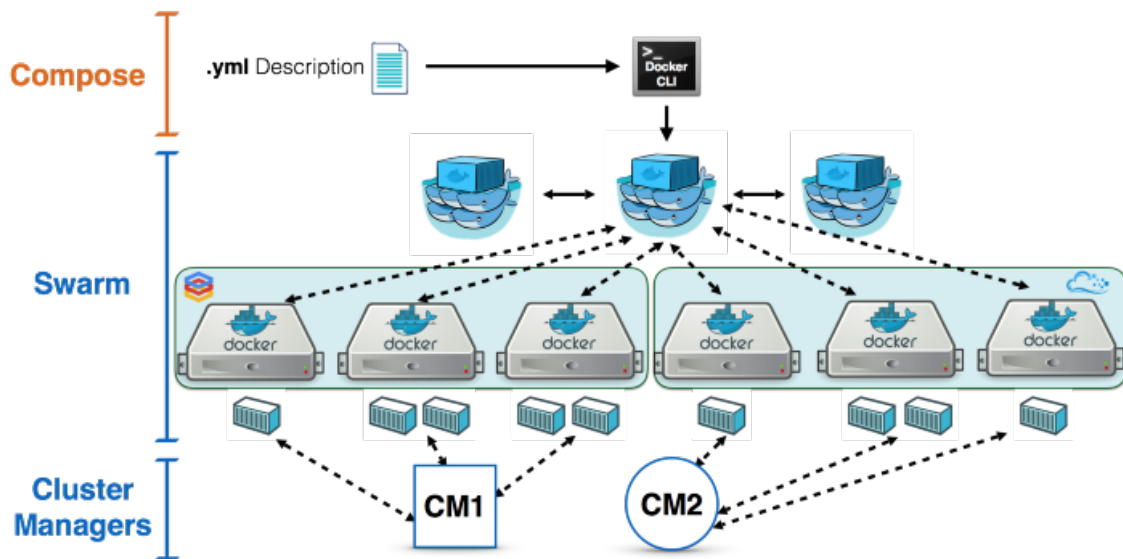 Compose
.yml Description
>_
Docker
CLI
Swarm
docker
docker
docker
docker
docker
docker
Cluster
Managers
CM1
CM2